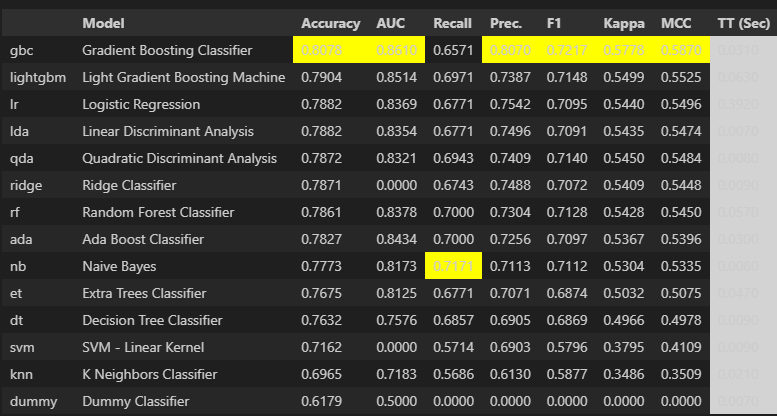 Model Accuracy AUC Recall Prec. F1 Kappa MCC TT (Sec)
gbc Gradient Boosting Classifier 0.8078 0.8610 0.6571 0.8070 0.7217 0.5778 0.5870 0.0310
lightgbm Light Gradient Boosting Machine 0.7904 0.8514 0.6971 0.7387 0.7148 0.5499 0.5525 0.0630
lr Logistic Regression 0.7882 0.8369 0.6771 0.7542 0.7095 0.5440 0.5496 0.3920
lda Linear Discriminant Analysis 0.7882 0.8354 0.6771 0.7496 0.7091 0.5435 0.5474 0.0070
qda Quadratic Discriminant Analysis 0.7872 0.8321 0.6943 0.7409 0.7140 0.5450 0.5484 0.0080
ridge Ridge Classifier 0.7871 0.0000 0.6743 0.7488 0.7072 0.5409 0.5448 0.0090
rf Random Forest Classifier 0.7861 0.8378 0.7000 0.7304 0.7128 0.5428 0.5450 0.0570
ada Ada Boost Classifier 0.7827 0.8434 0.7000 0.7256 0.7097 0.5367 0.5396 0.0300
nb Naive Bayes 0.7773 0.8173 0.7171 0.7113 0.7112 0.5304 0.5335 0.0080
et Extra Trees Classifier 0.7675 0.8125 0.6771 0.7071 0.6874 0.5032 0.5075 0.0470
dt Decision Tree Classifier 0.7632 0.7576 0.6857 0.6905 0.6869 0.4966 0.4978 0.0090
svm SVM - Linear Kernel 0.7162 0.0000 0.5714 0.6903 0.5796 0.3795 0.4109 0.0090
knn K Neighbors Classifier 0.6965 0.7183 0.5686 0.6130 0.5877 0.3486 0.3509 0.0210
dummy Dummy Classifier 0.6179 0.5000 0.0000 0.0000 0.0000 0.0000 0.0000 0.0070